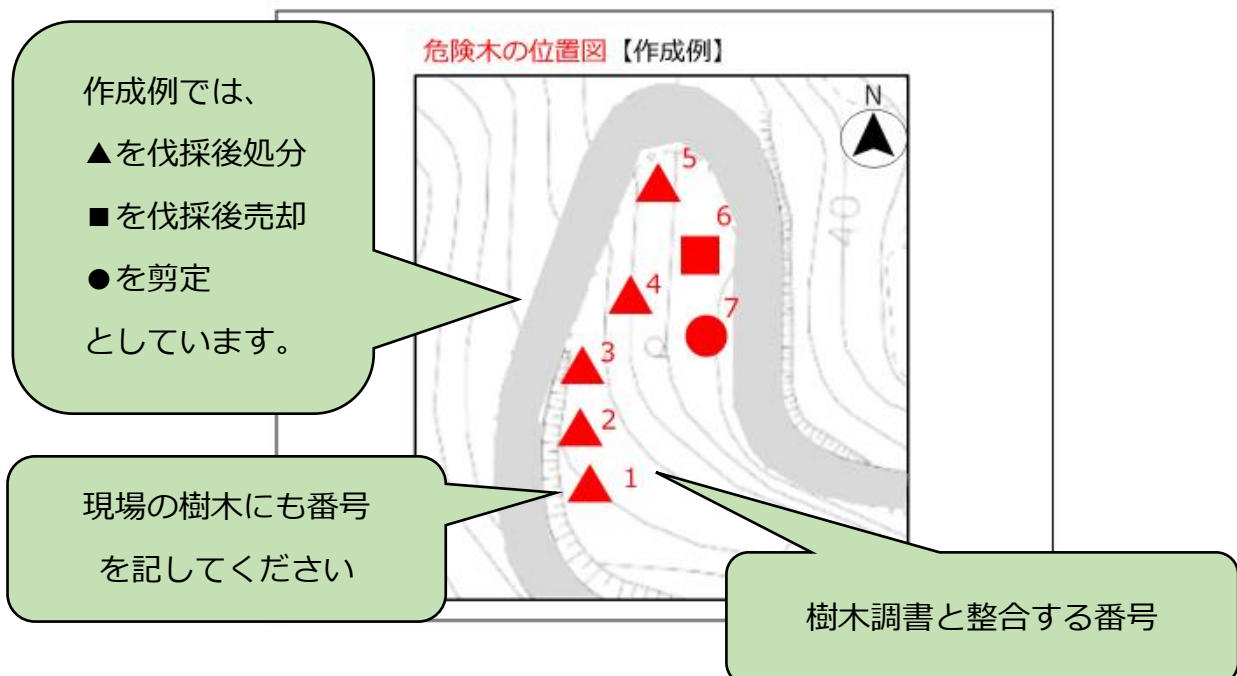 危険木の位置図【作成例】
作成例では、
▲を伐採後処分
■を伐採後売却
●を剪定
としています。
N
5
6
40
4
7
3
2
1
現場の樹木にも番号
を記してください
樹木調書と整合する番号